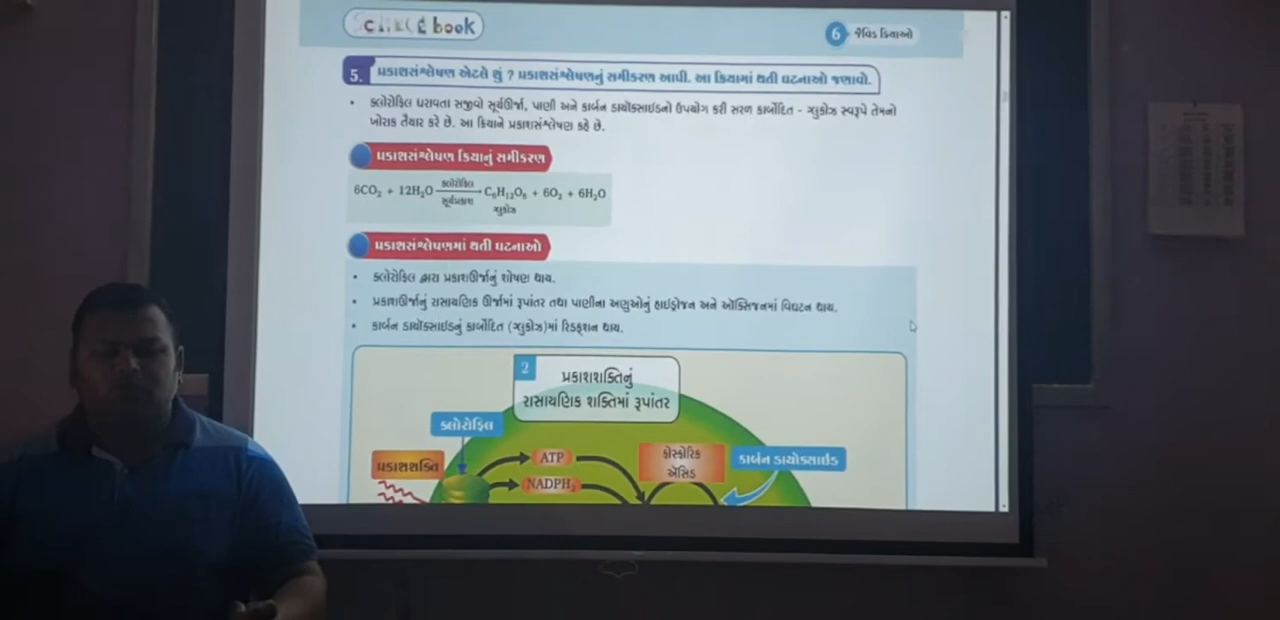 Science book
6 જૈવિક ક્રિયાઓ
5. પ્રકાશસંશ્લેષણ એટલે શું ? પ્રકાશસંશ્લેષણનું સમીકરણ આપી. આ ક્રિયામાં થતી ઘટનાઓ જણાવો.
• ક્લોરોફિલ ધરાવતા સજીવો સૂર્યઊર્જા, પાણી અને કાર્બન ડાયૉક્સાઇડનો ઉપયોગ કરી સરળ કાર્બોદિત - ગ્લુકોઝ સ્વરૂપે તેમનો
ખોરાક તૈયાર કરે છે. આ ક્રિયાને પ્રકાશસંશ્લેષણ કહે છે.
પ્રકાશસંશ્લેષણ ક્રિયાનું સમીકરણ
ક્લોરોફિલ
6CO₂ + 12H₂O → C₆H₁₂O₆ + 6O₂ + 6H₂O
સૂર્યપ્રકાશ ગ્લુકોઝ
પ્રકાશસંશ્લેષણમાં થતી ઘટનાઓ
• ક્લોરોફિલ દ્વારા પ્રકાશઊર્જાનું શોષણ થાય.
• પ્રકાશઊર્જાનું રાસાયણિક ઊર્જામાં રૂપાંતર તથા પાણીના અણુઓનું હાઇડ્રોજન અને ઑક્સિજનમાં વિઘટન થાય.
• કાર્બન ડાયૉક્સાઇડનું કાર્બોદિત (ગ્લુકોઝ)માં રિડક્શન થાય.
2
પ્રકાશશક્તિનું
રાસાયણિક શક્તિમાં રૂપાંતર
ક્લોરોફિલ
પ્રકાશશક્તિ
ATP
NADPH₂
ફોસ્ફોરિક
ઍસિડ
કાર્બન ડાયોક્સાઇડ